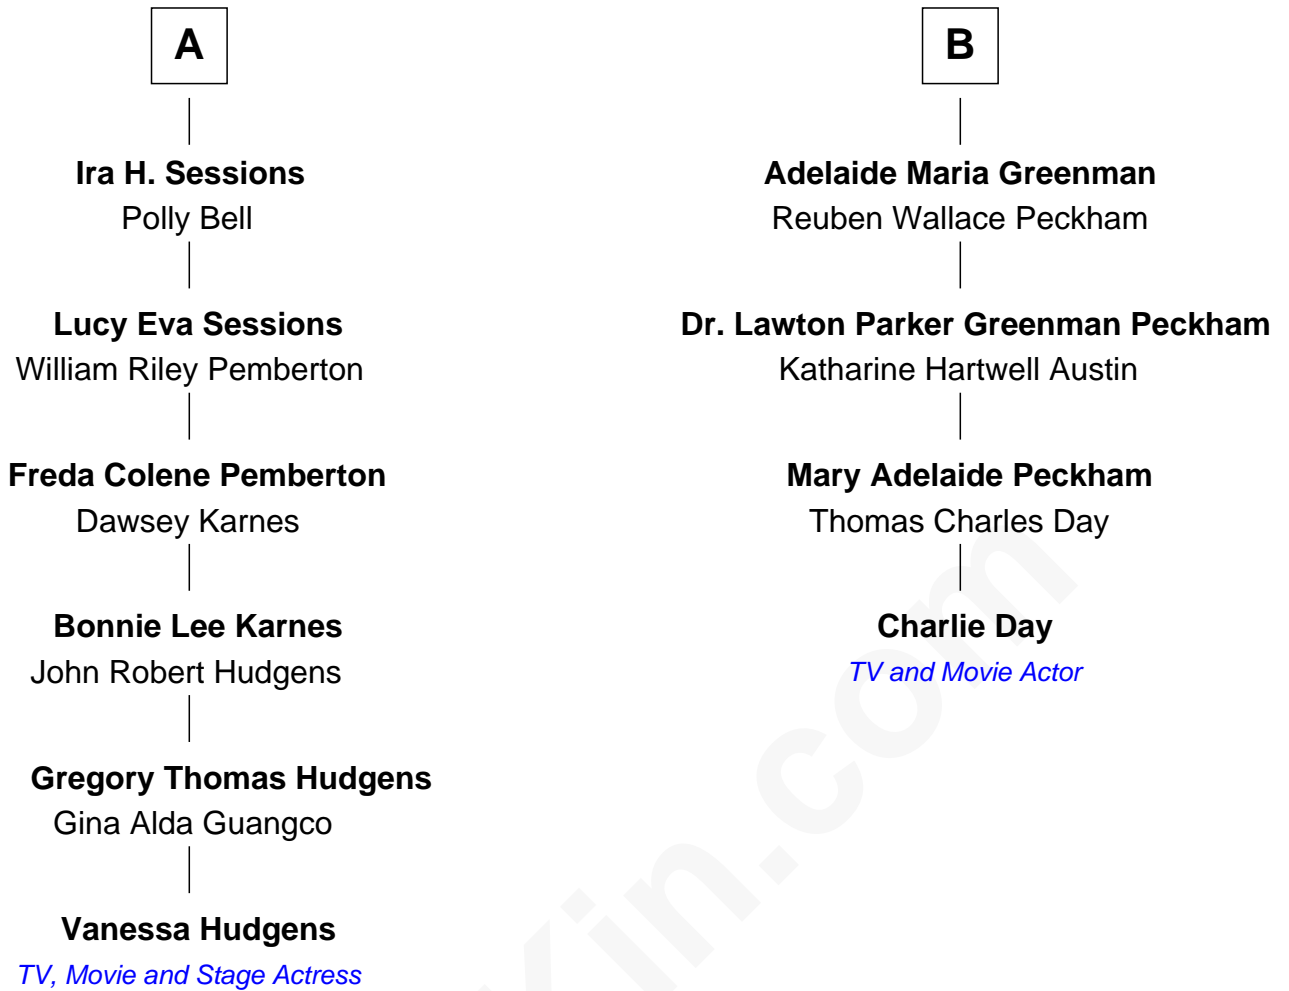 A
Ira H. Sessions
Polly Bell
Lucy Eva Sessions
William Riley Pemberton
Freda Colene Pemberton
Dawsey Karnes
Bonnie Lee Karnes
John Robert Hudgens
Gregory Thomas Hudgens
Gina Alda Guangco
Vanessa Hudgens
TV, Movie and Stage Actress
B
Adelaide Maria Greenman
Reuben Wallace Peckham
Dr. Lawton Parker Greenman Peckham
Katharine Hartwell Austin
Mary Adelaide Peckham
Thomas Charles Day
Charlie Day
TV and Movie Actor
kin.com